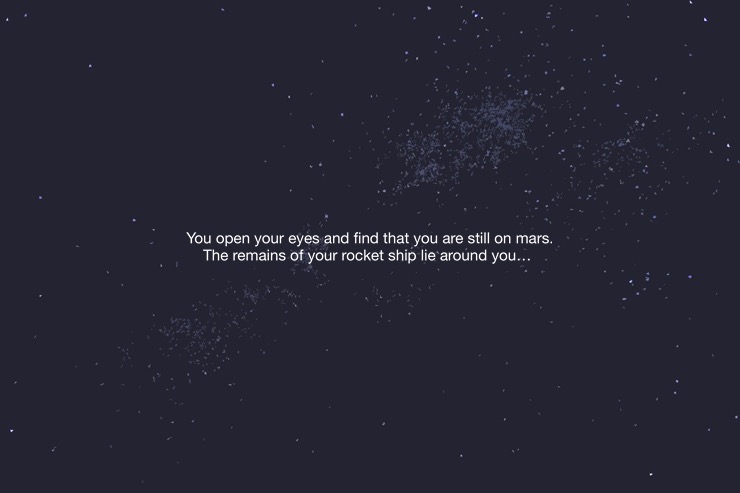 You open your eyes and find that you are still on mars.
The remains of your rocket ship lie around you…